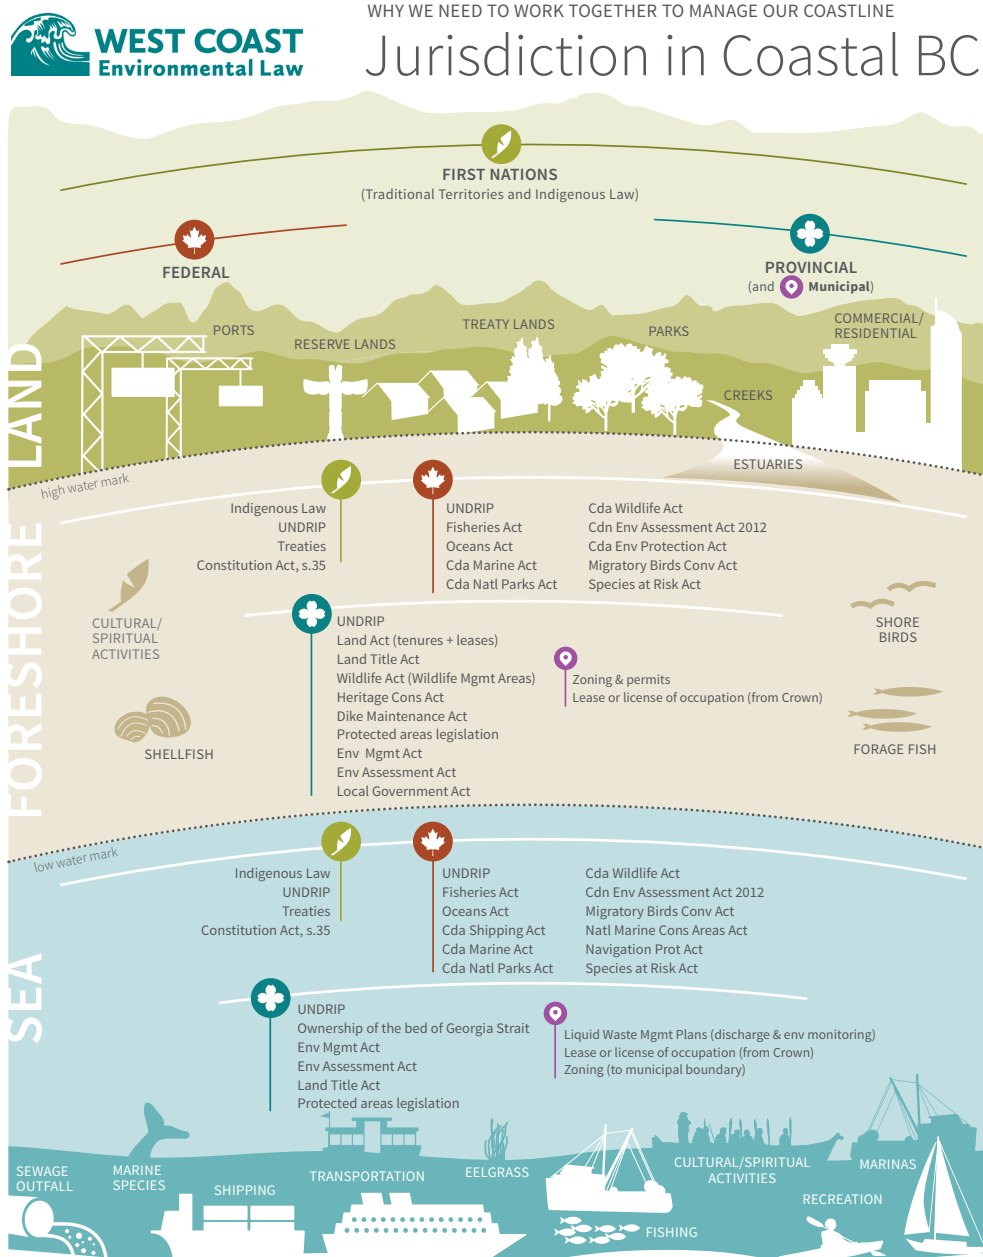 WEST COAST
Environmental Law
WHY WE NEED TO WORK TOGETHER TO MANAGE OUR COASTLINE
Jurisdiction in Coastal BC
FIRST NATIONS
(Traditional Territories and Indigenous Law)
FEDERAL
PROVINCIAL
(and Municipal)
LAND
PORTS
RESERVE LANDS
TREATY LANDS
PARKS
COMMERCIAL/
RESIDENTIAL
CREEKS
ESTUARIES
high water mark
FORESHORE
Indigenous Law
UNDRIP
Treaties
Constitution Act, s.35
UNDRIP
Fisheries Act
Oceans Act
Cda Marine Act
Cda Natl Parks Act
Cda Wildlife Act
Cdn Env Assessment Act 2012
Cda Env Protection Act
Migratory Birds Conv Act
Species at Risk Act
CULTURAL/
SPIRITUAL
ACTIVITIES
SHELLFISH
UNDRIP
Land Act (tenures + leases)
Land Title Act
Wildlife Act (Wildlife Mgmt Areas)
Heritage Cons Act
Dike Maintenance Act
Protected areas legislation
Env Mgmt Act
Env Assessment Act
Local Government Act
Zoning & permits
Lease or license of occupation (from Crown)
SHORE
BIRDS
FORAGE FISH
low water mark
SEA
Indigenous Law
UNDRIP
Treaties
Constitution Act, s.35
UNDRIP
Fisheries Act
Oceans Act
Cda Shipping Act
Cda Marine Act
Cda Natl Parks Act
Cda Wildlife Act
Cdn Env Assessment Act 2012
Migratory Birds Conv Act
Natl Marine Cons Areas Act
Navigation Prot Act
Species at Risk Act
UNDRIP
Ownership of the bed of Georgia Strait
Env Mgmt Act
Env Assessment Act
Land Title Act
Protected areas legislation
Liquid Waste Mgmt Plans (discharge & env monitoring)
Lease or license of occupation (from Crown)
Zoning (to municipal boundary)
SEWAGE
OUTFALL
MARINE
SPECIES
SHIPPING
TRANSPORTATION
EELGRASS
FISHING
CULTURAL/SPIRITUAL
ACTIVITIES
MARINAS
RECREATION